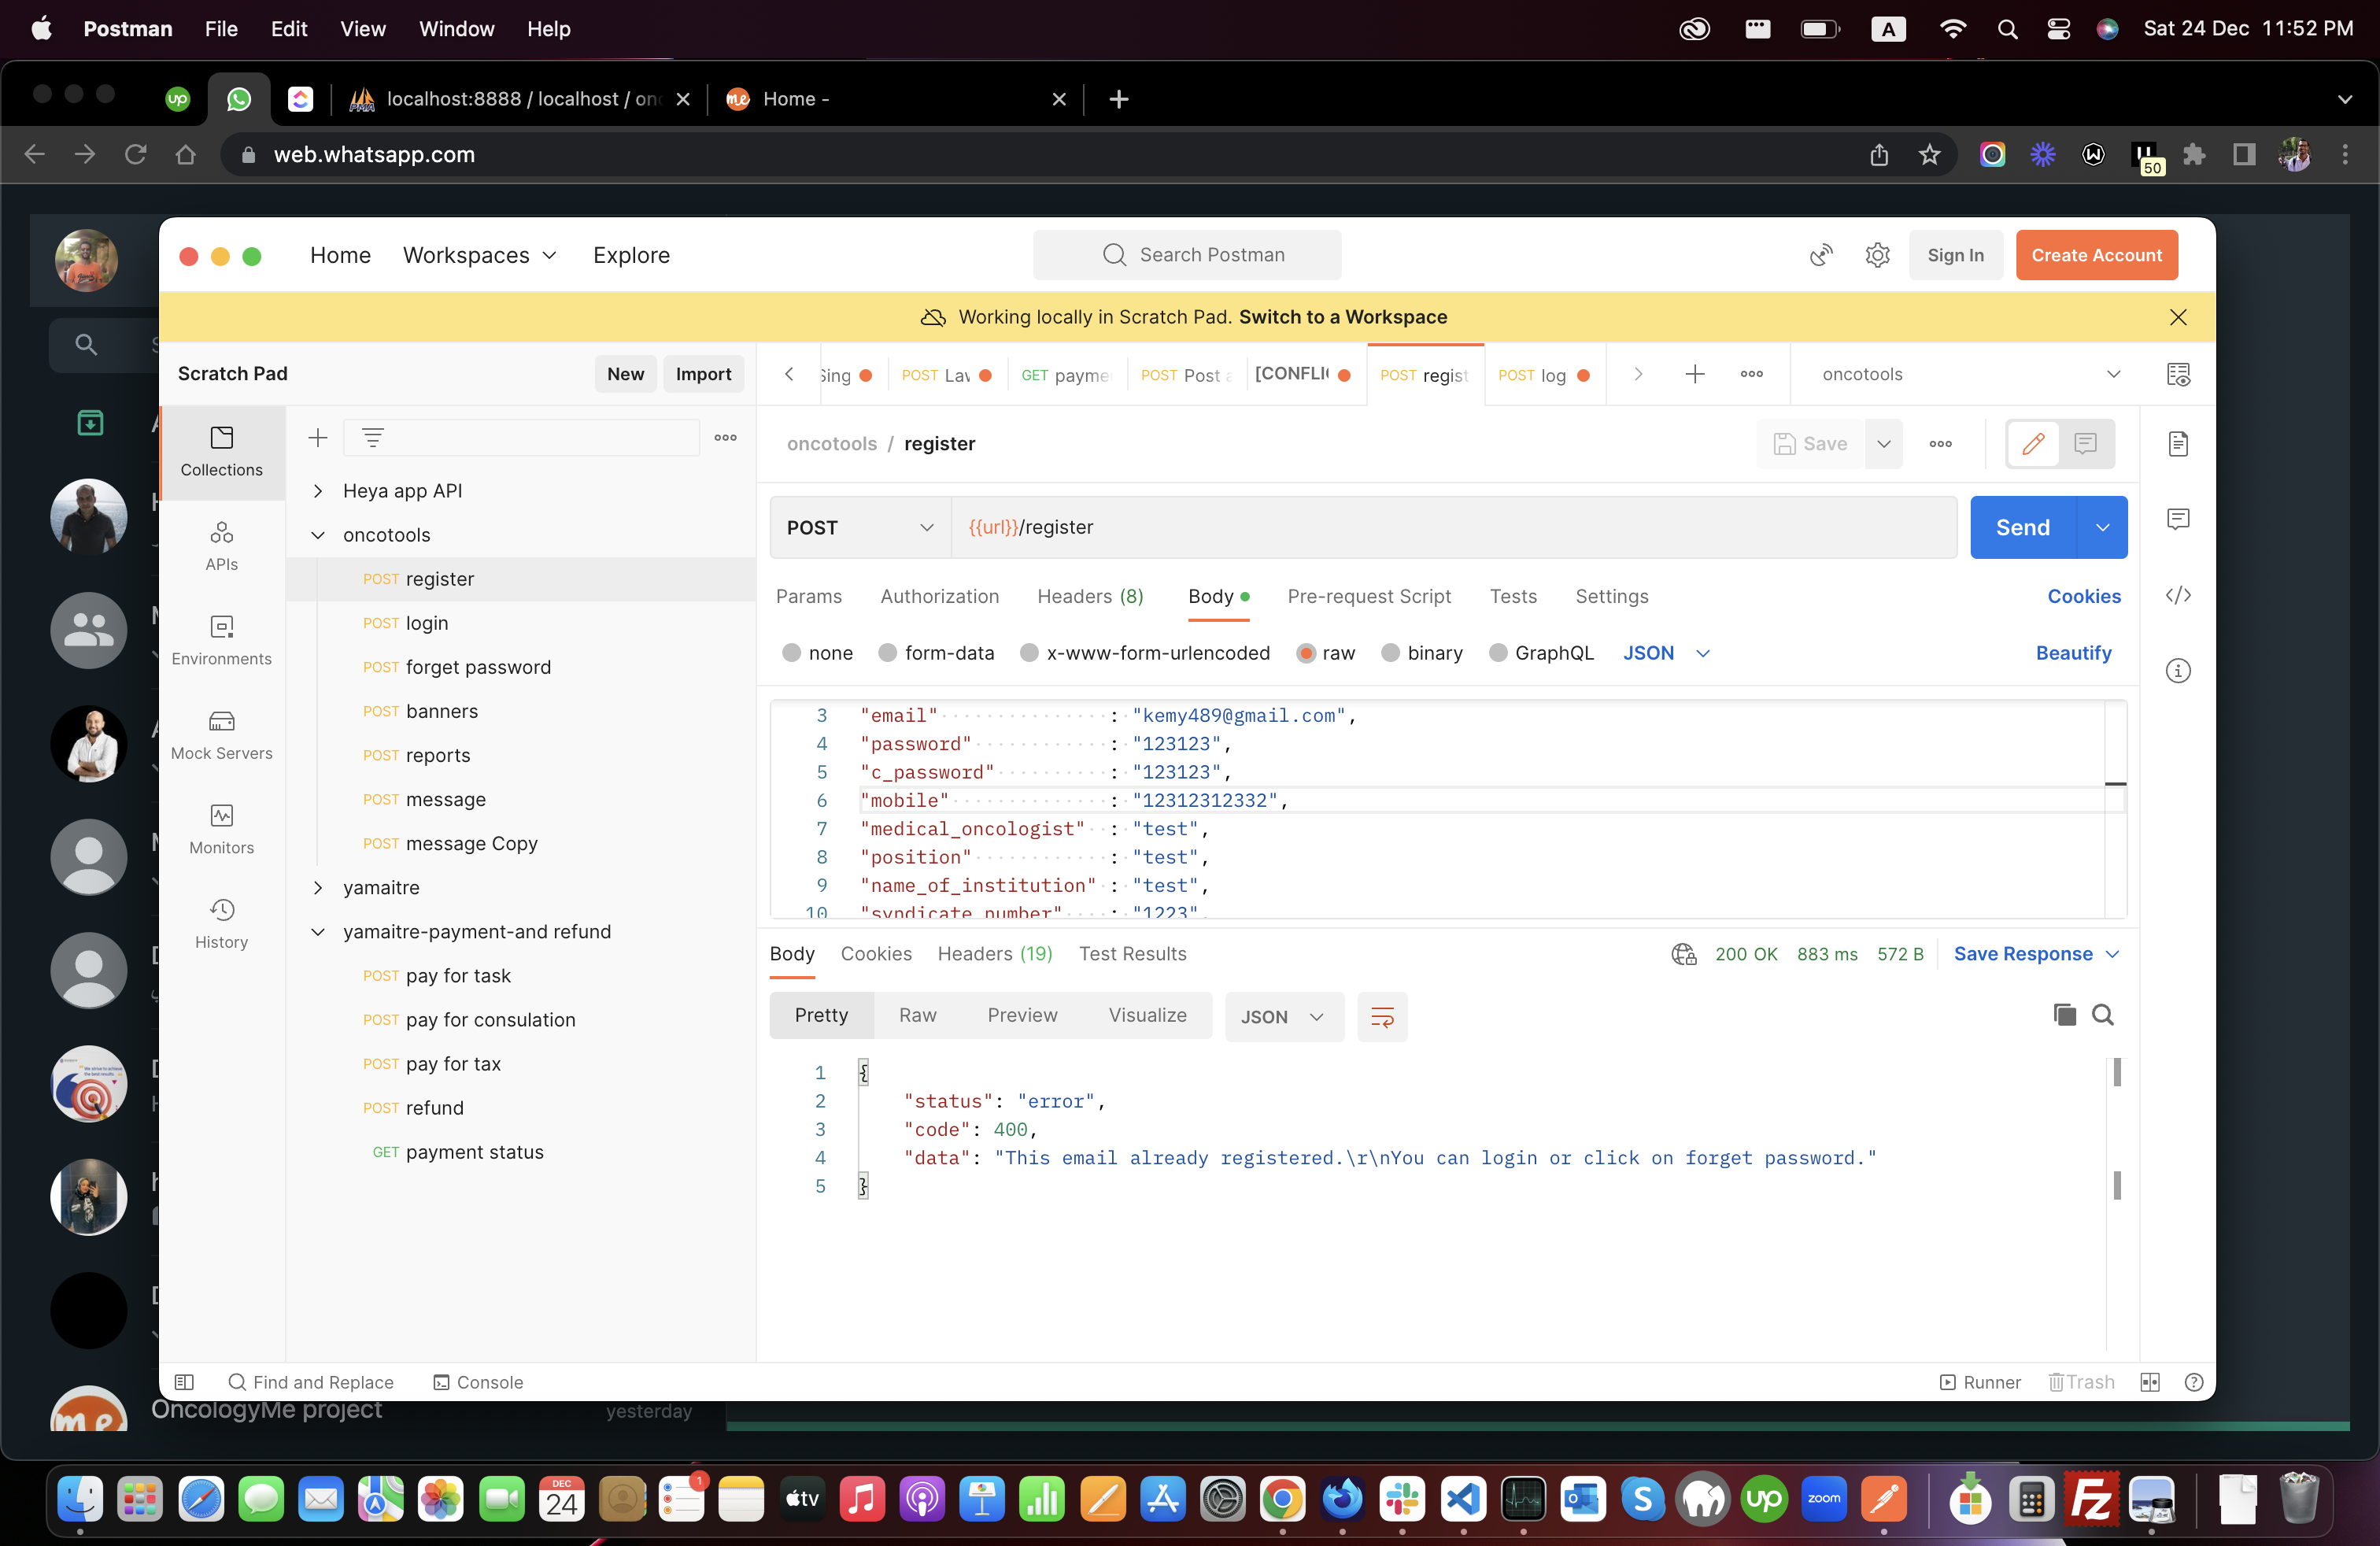 Postman File Edit View Window Help
A
Sat 24 Dec 11:52 PM
up
PMA localhost:8888 / localhost / onc
me Home -
web.whatsapp.com
50
Home Workspaces Explore
Search Postman
Sign In
Create Account
Working locally in Scratch Pad. Switch to a Workspace
Scratch Pad
New
Import
Sing
POST Lav
GET payme
POST Post a
[CONFLI
POST regist
POST log
oncotools
Collections
APIs
Environments
Mock Servers
Monitors
History
Heya app API
oncotools
POST register
POST login
POST forget password
POST banners
POST reports
POST message
POST message Copy
yamaitre
yamaitre-payment-and refund
POST pay for task
POST pay for consulation
POST pay for tax
POST refund
GET payment status
oncotools / register
Save
POST
{{url}}/register
Send
Params Authorization Headers (8) Body Pre-request Script Tests Settings Cookies
none form-data x-www-form-urlencoded raw binary GraphQL JSON Beautify
3 "email" : "kemy489@gmail.com",
4 "password" : "123123",
5 "c_password" : "123123",
6 "mobile" : "12312312332",
7 "medical_oncologist" : "test",
8 "position" : "test",
9 "name_of_institution" : "test",
10 "syndicate_number" : "1223",
Body Cookies Headers (19) Test Results
200 OK 883 ms 572 B Save Response
Pretty Raw Preview Visualize JSON
1 {
2 "status": "error",
3 "code": 400,
4 "data": "This email already registered.\r\nYou can login or click on forget password."
5 }
Find and Replace Console
Runner Trash
OncologyMe project
yesterday
me
DEC
24
1
tv
S
up
zoom
FZ